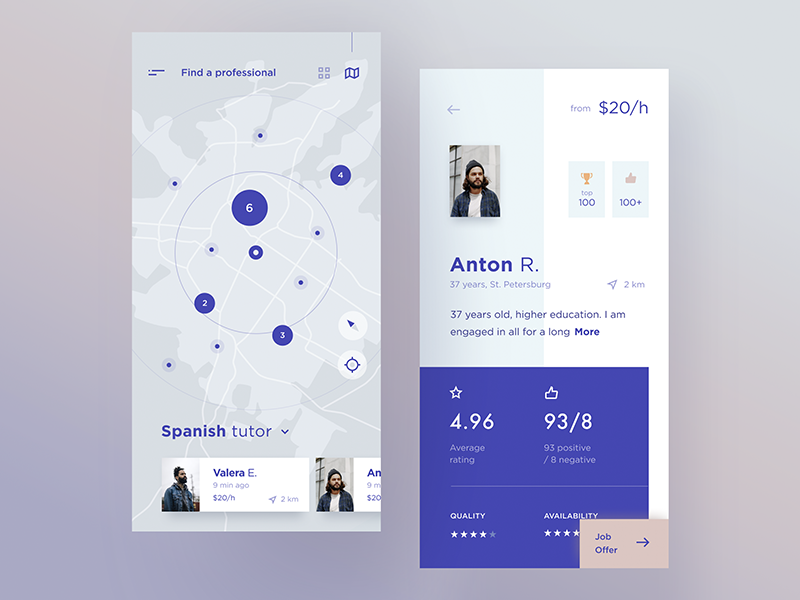 Find a professional
4
6
2
3
Spanish tutor
Valera E.
9 min ago
$20/h
2 km
An
9 m
$20
from $20/h
top
100
100+
Anton R.
37 years, St. Petersburg
2 km
37 years old, higher education. I am
engaged in all for a long More
4.96
Average
rating
93/8
93 positive
/ 8 negative
QUALITY
AVAILABILITY
Job
Offer